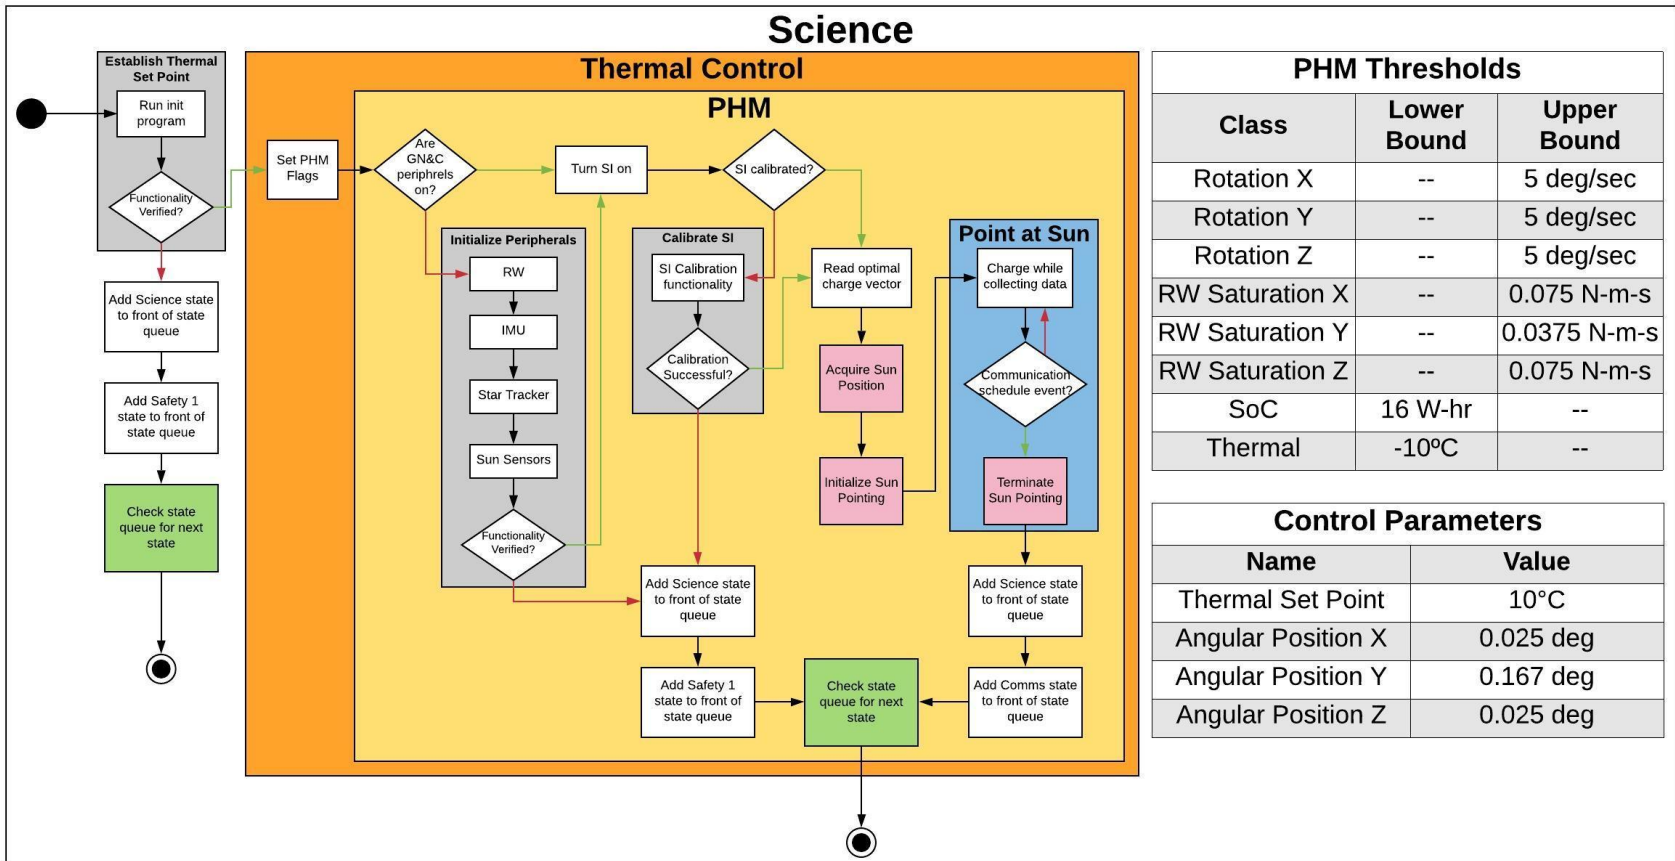 Science
Establish Thermal
Set Point
Run init
program
Functionality
Verified?
Add Science state
to front of state
queue
Add Safety 1
state to front of
state queue
Check state
queue for next
state
Thermal Control
Set PHM
Flags
PHM
Are
GN&C
periphrels
on?
Turn SI on
SI calibrated?
Initialize Peripherals
RW
IMU
Star Tracker
Sun Sensors
Functionality
Verified?
Calibrate SI
SI Calibration
functionality
Calibration
Successful?
Read optimal
charge vector
Acquire Sun
Position
Initialize Sun
Pointing
Point at Sun
Charge while
collecting data
Communication
schedule event?
Terminate
Sun Pointing
Add Science state
to front of state
queue
Add Safety 1
state to front of
state queue
Check state
queue for next
state
Add Science state
to front of state
queue
Add Comms state
to front of state
queue
PHM Thresholds
Class Lower Bound Upper Bound
Rotation X -- 5 deg/sec
Rotation Y -- 5 deg/sec
Rotation Z -- 5 deg/sec
RW Saturation X -- 0.075 N-m-s
RW Saturation Y -- 0.0375 N-m-s
RW Saturation Z -- 0.075 N-m-s
SoC 16 W-hr --
Thermal -10ºC --
Control Parameters
Name Value
Thermal Set Point 10°C
Angular Position X 0.025 deg
Angular Position Y 0.167 deg
Angular Position Z 0.025 deg